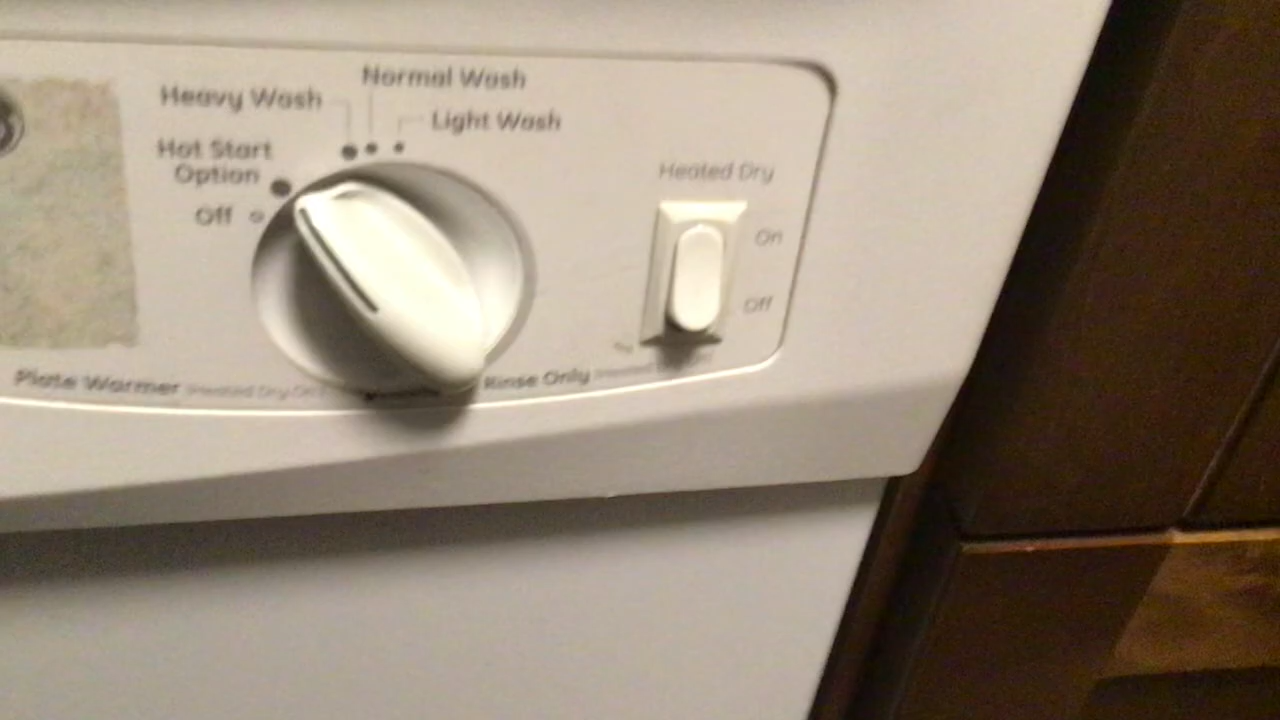 Normal Wash
Heavy Wash
Light Wash
Hot Start
Option
Off
Heated Dry
On
Off
Plate Warmer
Rinse Only